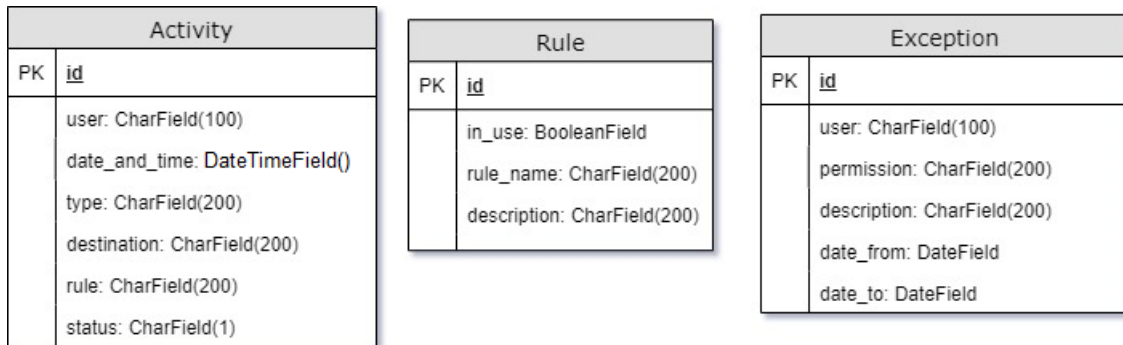 Activity
PK id
user: CharField(100)
date_and_time: DateTimeField()
type: CharField(200)
destination: CharField(200)
rule: CharField(200)
status: CharField(1)
Rule
PK id
in_use: BooleanField
rule_name: CharField(200)
description: CharField(200)
Exception
PK id
user: CharField(100)
permission: CharField(200)
description: CharField(200)
date_from: DateField
date_to: DateField